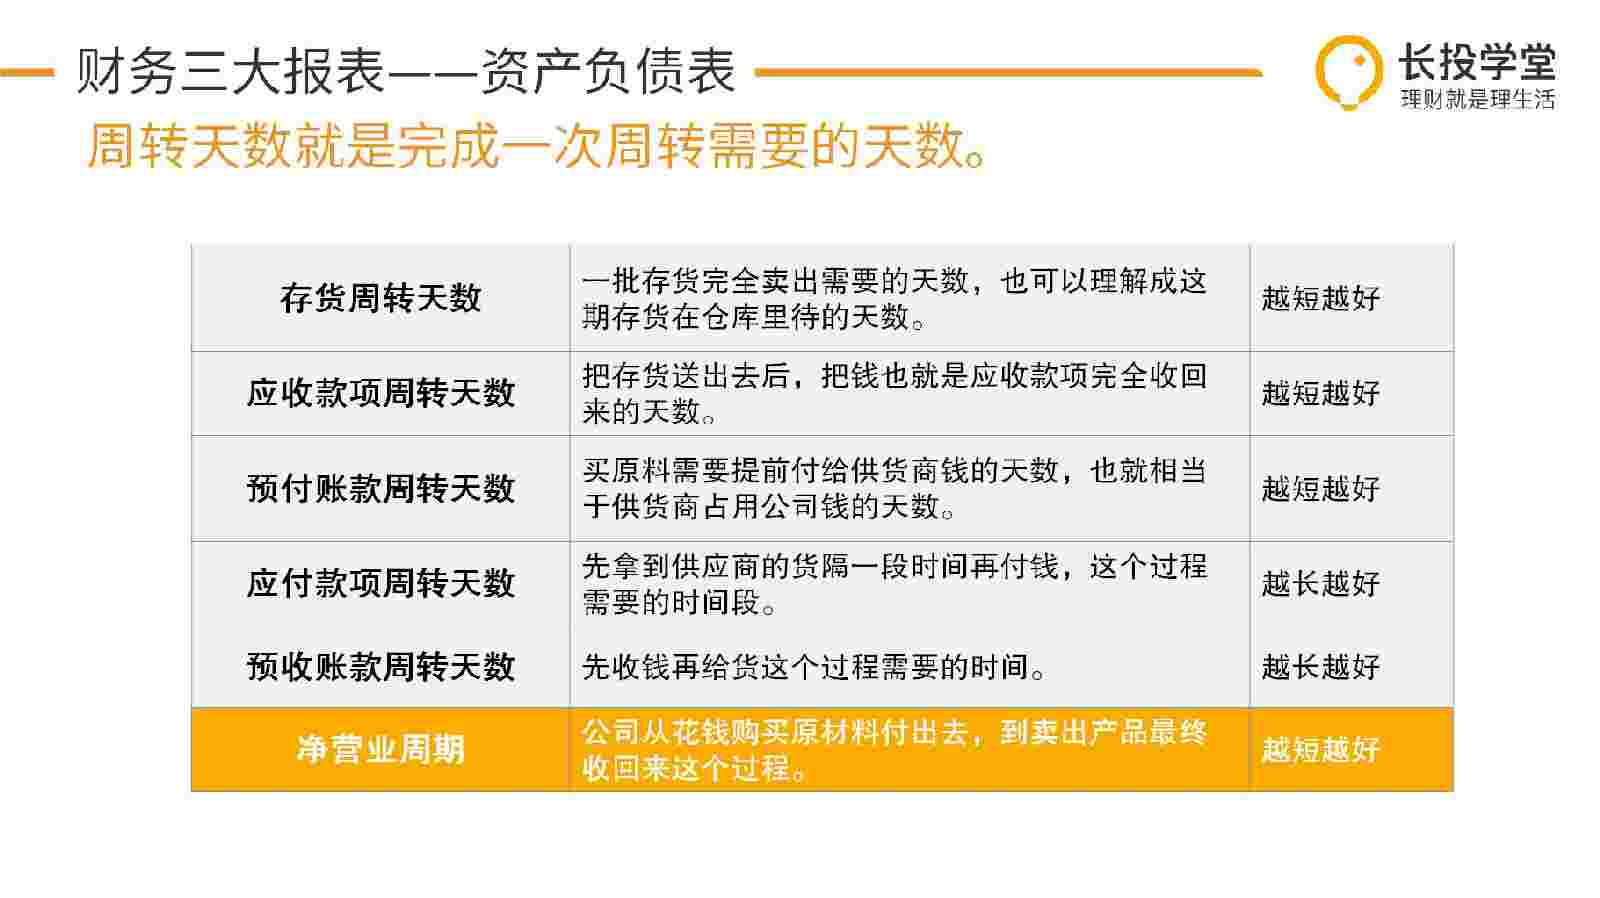 财务三大报表——资产负债表
长投学堂
理财就是理生活
周转天数就是完成一次周转需要的天数。
存货周转天数
一批存货完全卖出需要的天数，也可以理解成这
期存货在仓库里待的天数。
越短越好
应收款项周转天数
把存货送出去后，把钱也就是应收款项完全收回
来的天数。
越短越好
预付账款周转天数
买原料需要提前付给供货商钱的天数，也就相当
于供货商占用公司钱的天数。
越短越好
应付款项周转天数
先拿到供应商的货隔一段时间再付钱，这个过程
需要的时间段。
越长越好
预收账款周转天数
先收钱再给货这个过程需要的时间。
越长越好
净营业周期
公司从花钱购买原材料付出去，到卖出产品最终
收回来这个过程。
越短越好